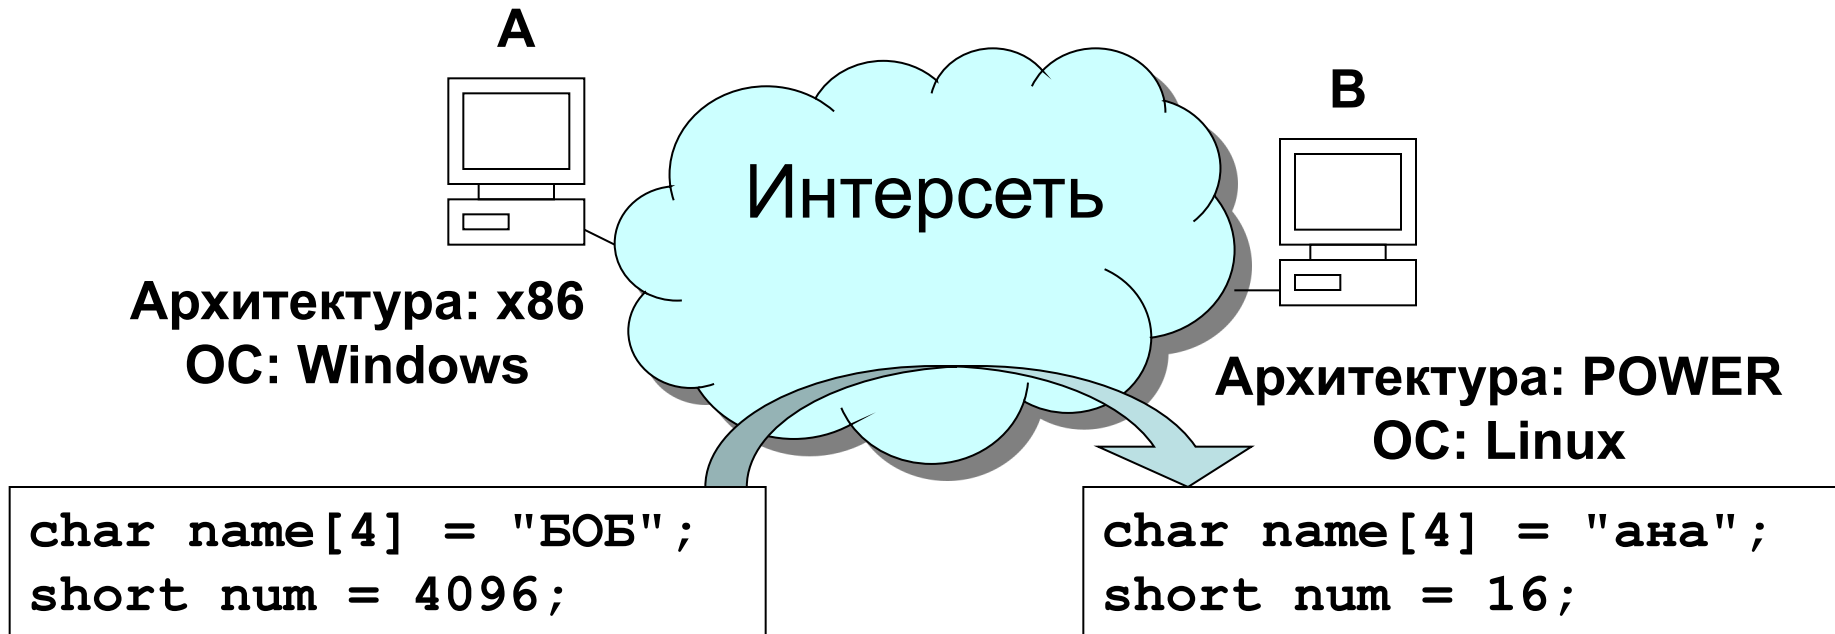 A
B
Интерсеть
Архитектура: x86
ОС: Windows
Архитектура: POWER
ОС: Linux
char name[4] = "БОБ";
short num = 4096;
char name[4] = "ана";
short num = 16;